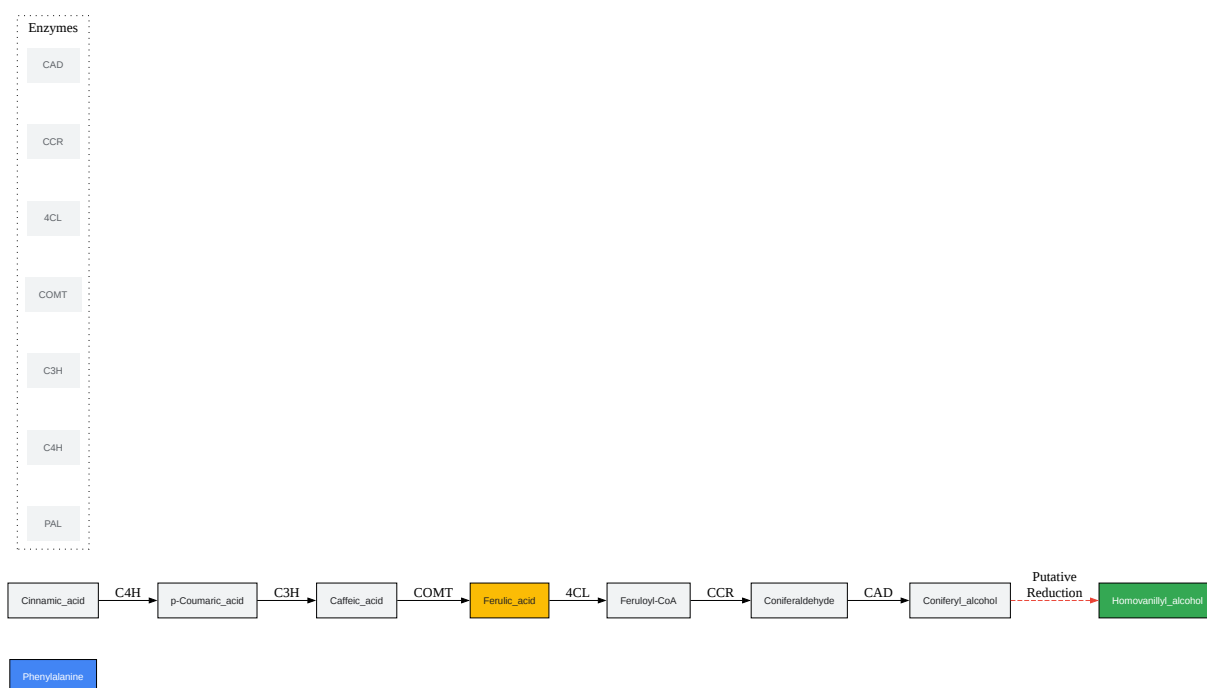 Enzymes
CAD
CCR
4CL
COMT
C3H
C4H
PAL
Cinnamic_acid
C4H
p-Coumaric_acid
C3H
Caffeic_acid
COMT
Ferulic_acid
4CL
Feruloyl-CoA
CCR
Coniferaldehyde
CAD
Coniferyl_alcohol
Putative
Reduction
Homovanillyl_alcohol
Phenylalanine